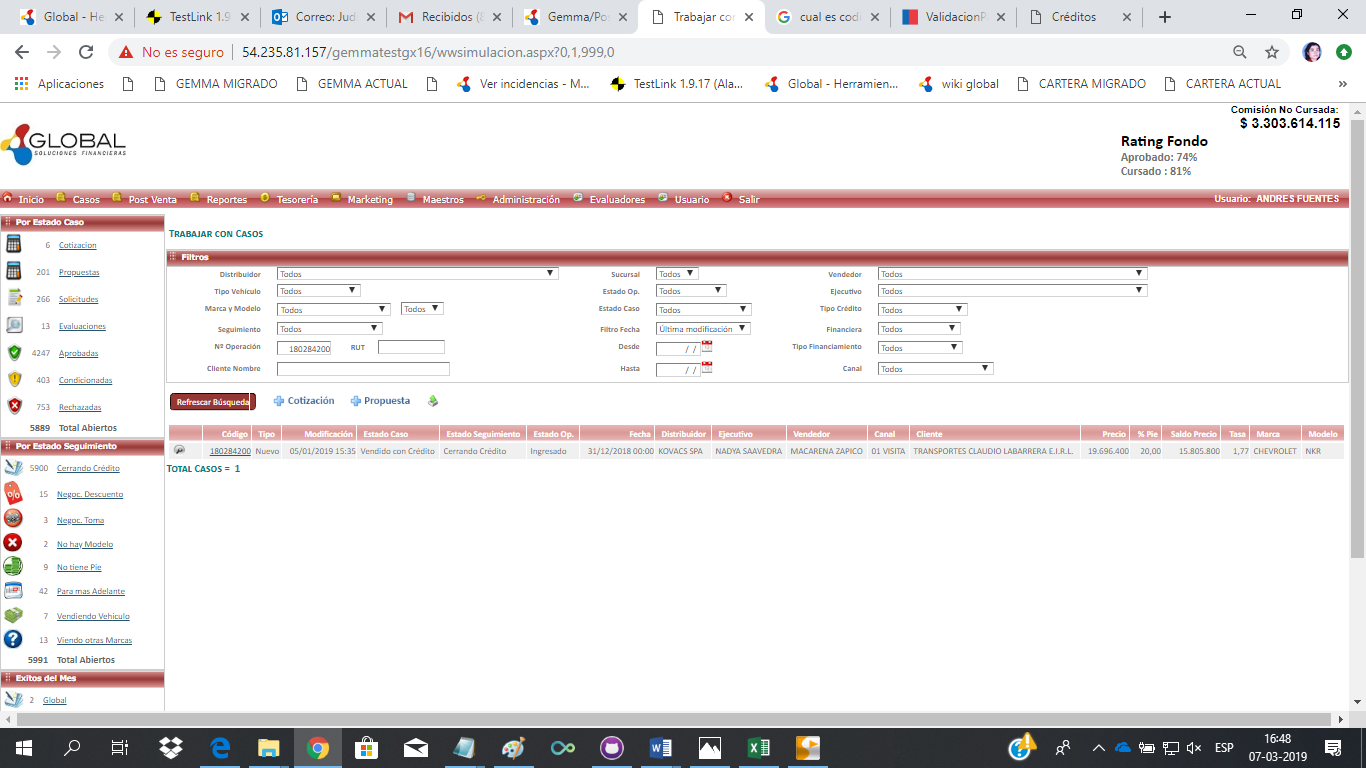 Global - He
TestLink 1.9
Correo: Jud
Recibidos (8
Gemma/Pos
Trabajar con
cual es cod
ValidacionP
Créditos
No es seguro | 54.235.81.157/gemmatestgx16/wwsimulacion.aspx?0,1,999,0
Aplicaciones
GEMMA MIGRADO
GEMMA ACTUAL
Ver incidencias - M...
TestLink 1.9.17 (Ala...
Global - Herramien...
wiki global
CARTERA MIGRADO
CARTERA ACTUAL
»
Comisión No Cursada:
$ 3.303.614.115
GLOBAL
SOLUCIONES FINANCIERAS
Rating Fondo
Aprobado: 74%
Cursado : 81%
Inicio Casos Post Venta Reportes Tesorería Marketing Maestros Administración Evaluadores Usuario Salir Usuario: ANDRES FUENTES
Por Estado Caso
6 Cotizacion
201 Propuestas
266 Solicitudes
13 Evaluaciones
4247 Aprobadas
403 Condicionadas
753 Rechazadas
5889 Total Abiertos
Por Estado Seguimiento
5900 Cerrando Crédito
15 Negoc. Descuento
3 Negoc. Toma
2 No hay Modelo
9 No tiene Pie
42 Para mas Adelante
7 Vendiendo Vehículo
13 Viendo otras Marcas
5991 Total Abiertos
Exitos del Mes
2 Global
TRABAJAR CON CASOS
Filtros
Distribuidor Todos Sucursal Todos Vendedor Todos
Tipo Vehículo Todos Estado Op. Todos Ejecutivo Todos
Marca y Modelo Todos Todos Estado Caso Todos Tipo Crédito Todos
Seguimiento Todos Filtro Fecha Última modificación Financiera Todos
Nº Operación 180284200 RUT Desde / / Tipo Financiamiento Todos
Cliente Nombre Hasta / / Canal Todos
Refrescar Búsqueda Cotización Propuesta
Código Tipo Modificación Estado Caso Estado Seguimiento Estado Op. Fecha Distribuidor Ejecutivo Vendedor Canal Cliente Precio % Pie Saldo Precio Tasa Marca Modelo
180284200 Nuevo 05/01/2019 15:35 Vendido con Crédito Cerrando Crédito Ingresado 31/12/2018 00:00 KOVACS SPA NADYA SAAVEDRA MACARENA ZAPICO 01 VISITA TRANSPORTES CLAUDIO LABARRERA E.I.R.L. 19.696.400 20,00 15.805.800 1,77 CHEVROLET NKR
TOTAL CASOS = 1
ESP
16:48
07-03-2019